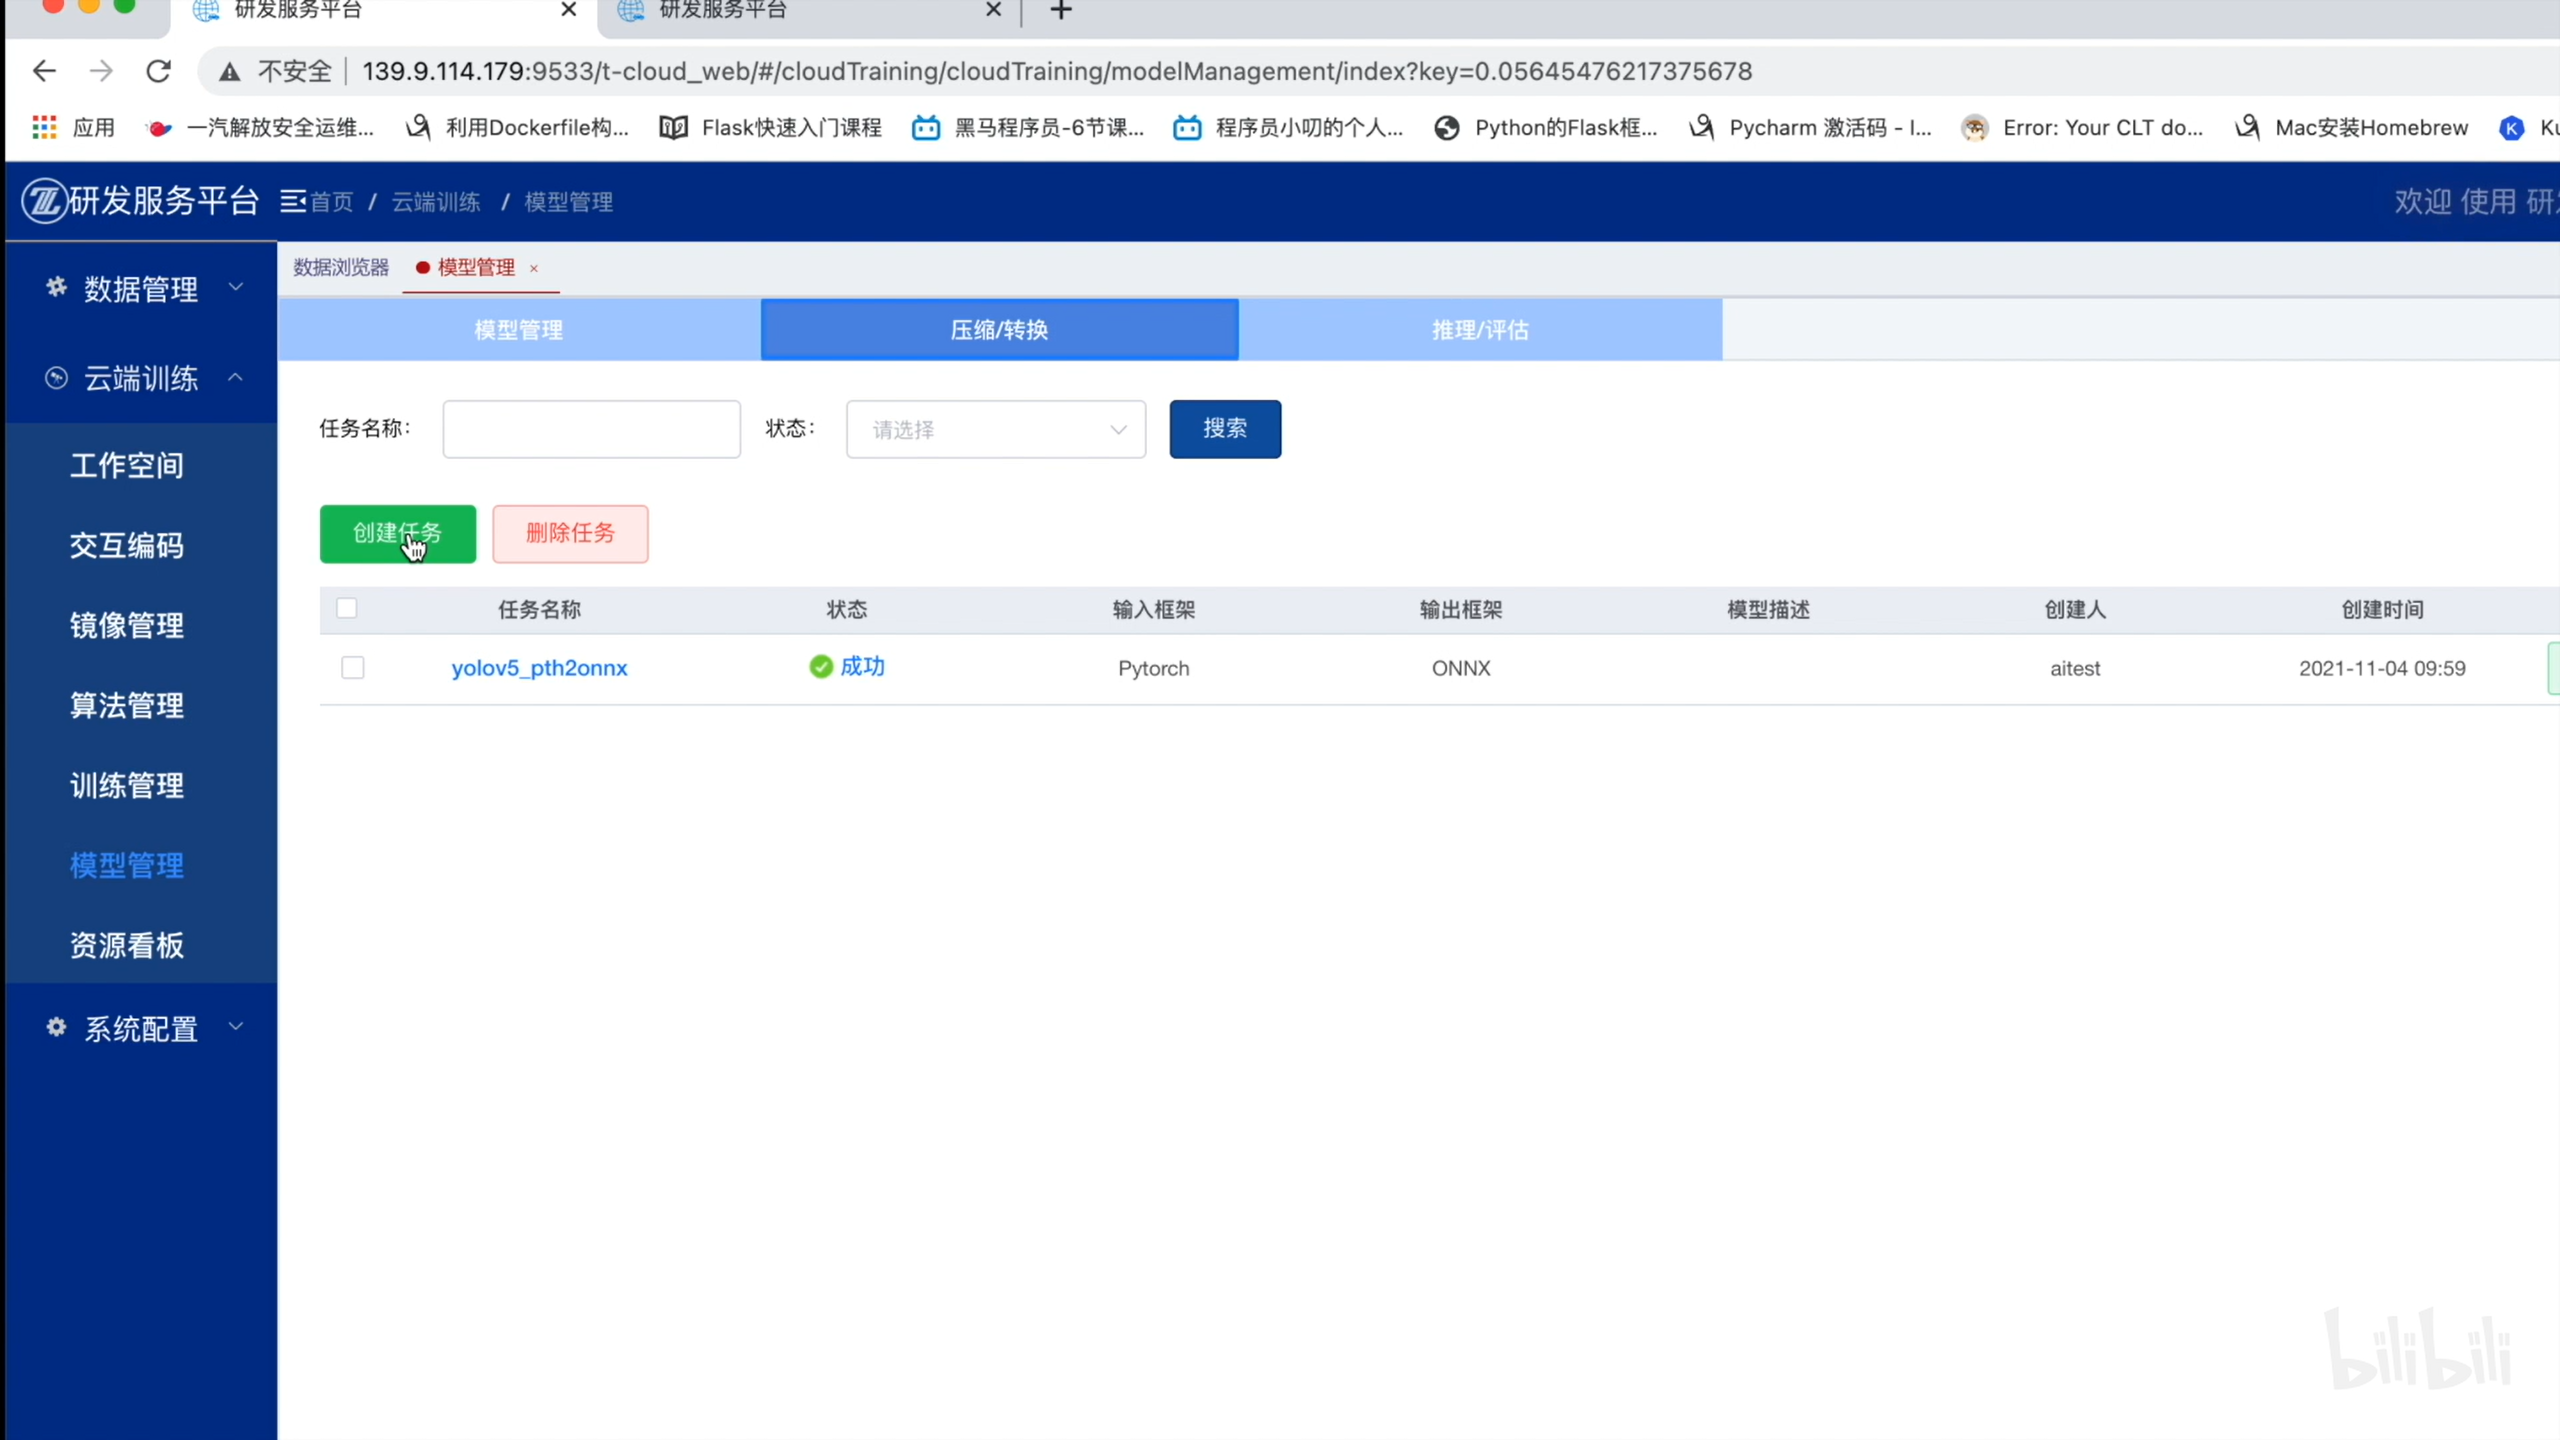 研发服务平台
研发服务平台
不安全
139.9.114.179:9533/t-cloud_web/#/cloudTraining/cloudTraining/modelManagement/index?key=0.05645476217375678
应用
一汽解放安全运维...
利用Dockerfile构...
Flask快速入门课程
黑马程序员-6节课...
程序员小叨的个人...
Python的Flask框...
Pycharm 激活码 - I...
Error: Your CLT do...
Mac安装Homebrew
研发服务平台
首页 / 云端训练 / 模型管理
欢迎 使用 研
数据管理
云端训练
工作空间
交互编码
镜像管理
算法管理
训练管理
模型管理
资源看板
系统配置
数据浏览器
模型管理 ×
模型管理
压缩/转换
推理/评估
任务名称：
状态：
请选择
搜索
创建任务
删除任务
任务名称 状态 输入框架 输出框架 模型描述 创建人 创建时间
yolov5_pth2onnx 成功 Pytorch ONNX aitest 2021-11-04 09:59
bilibili